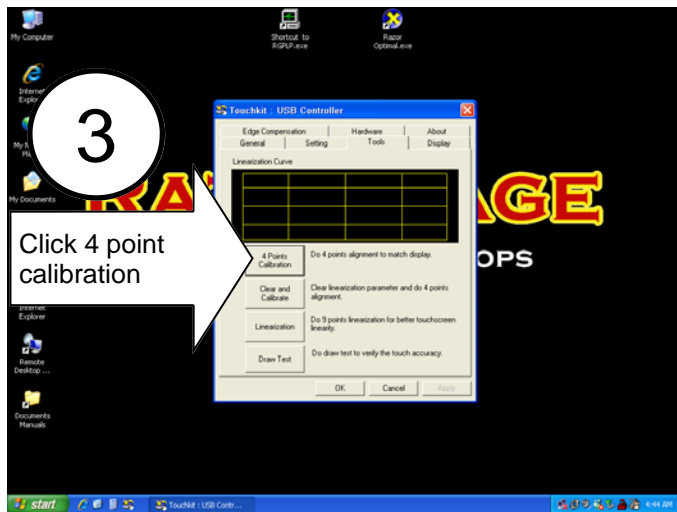 My Computer
Shortcut to
RGPLP.exe
Razor
Optimal.exe
3
Touchkit : USB Controller
Edge Compensation
Hardware
About
General
Setting
Tools
Display
Linearization Curve
GE
OPS
My Documents
Click 4 point
calibration
4 Points
Calibration
Do 4 points alignment to match display.
Clear and
Calibrate
Clear linearization parameter and do 4 points
alignment.
Linearization
Do 9 points linearization for better touchscreen
linearity.
Draw Test
Do draw test to verify the touch accuracy.
OK
Cancel
Apply
Explorer
Remote
Desktop ...
Documents
Manuals
start
Touchkit : USB Contr...
4:44 AM